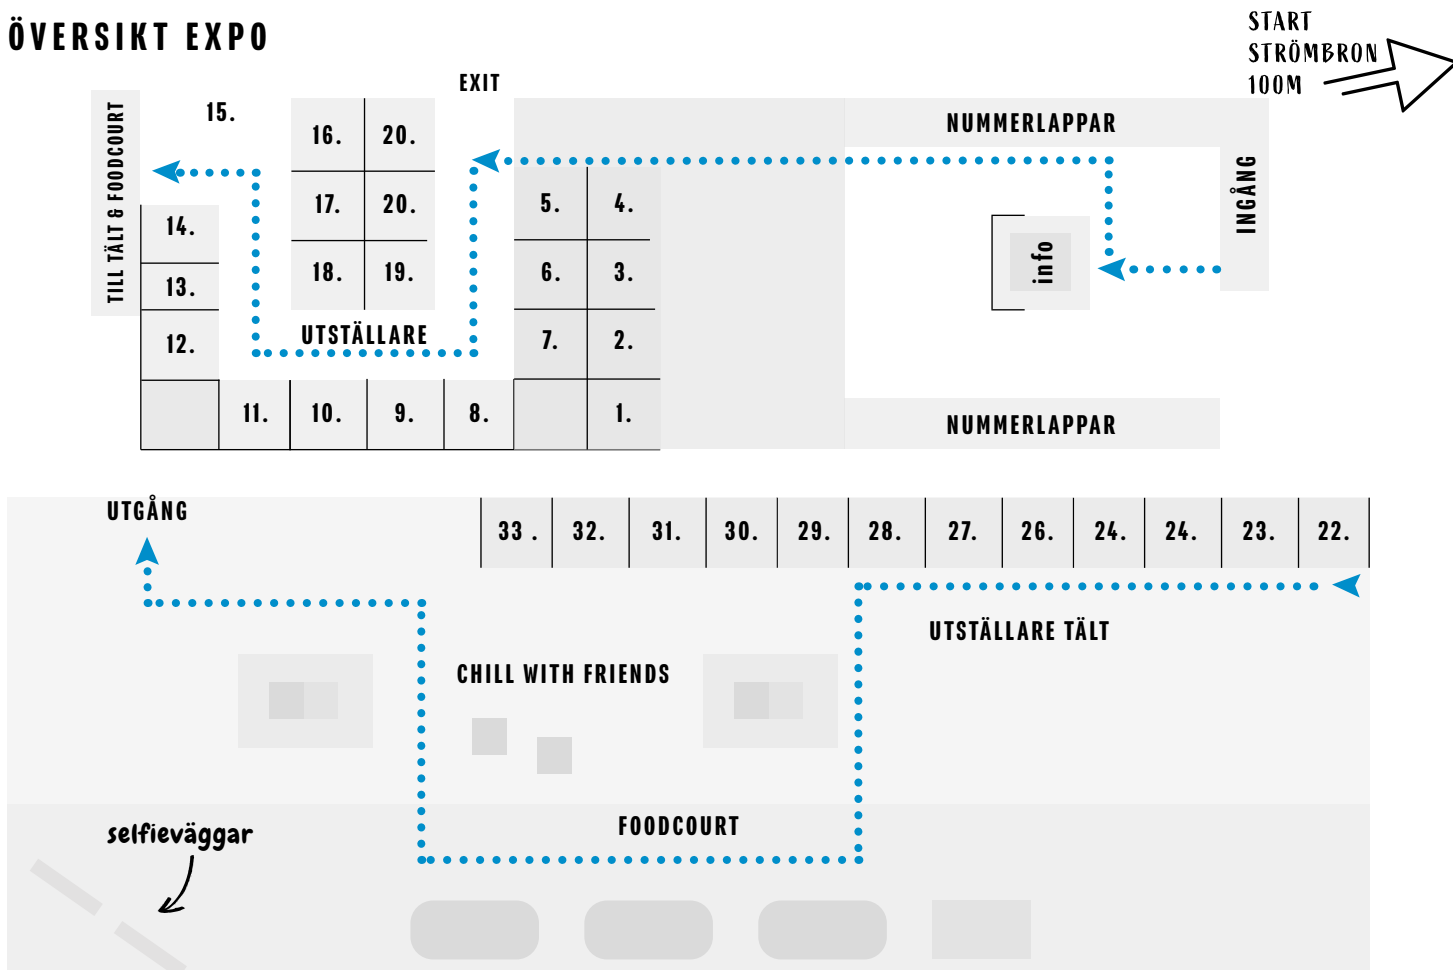 ÖVERSIKT EXPO
START
STRÖMBRON
100M
EXIT
TILL TÄLT & FOODCOURT
15.
16.
20.
NUMMERLAPPAR
INGÅNG
17.
20.
5.
4.
14.
18.
19.
6.
3.
info
13.
12.
UTSTÄLLARE
7.
2.
11.
10.
9.
8.
1.
NUMMERLAPPAR
UTGÅNG
33 .
32.
31.
30.
29.
28.
27.
26.
24.
24.
23.
22.
UTSTÄLLARE TÄLT
CHILL WITH FRIENDS
FOODCOURT
selfieväggar